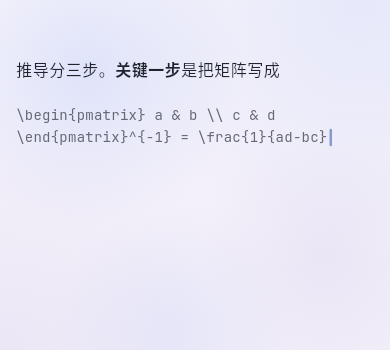 推导分三步。关键一步是把矩阵写成
\begin{pmatrix} a & b \\ c & d
\end{pmatrix}^{-1} = \frac{1}{ad-bc}